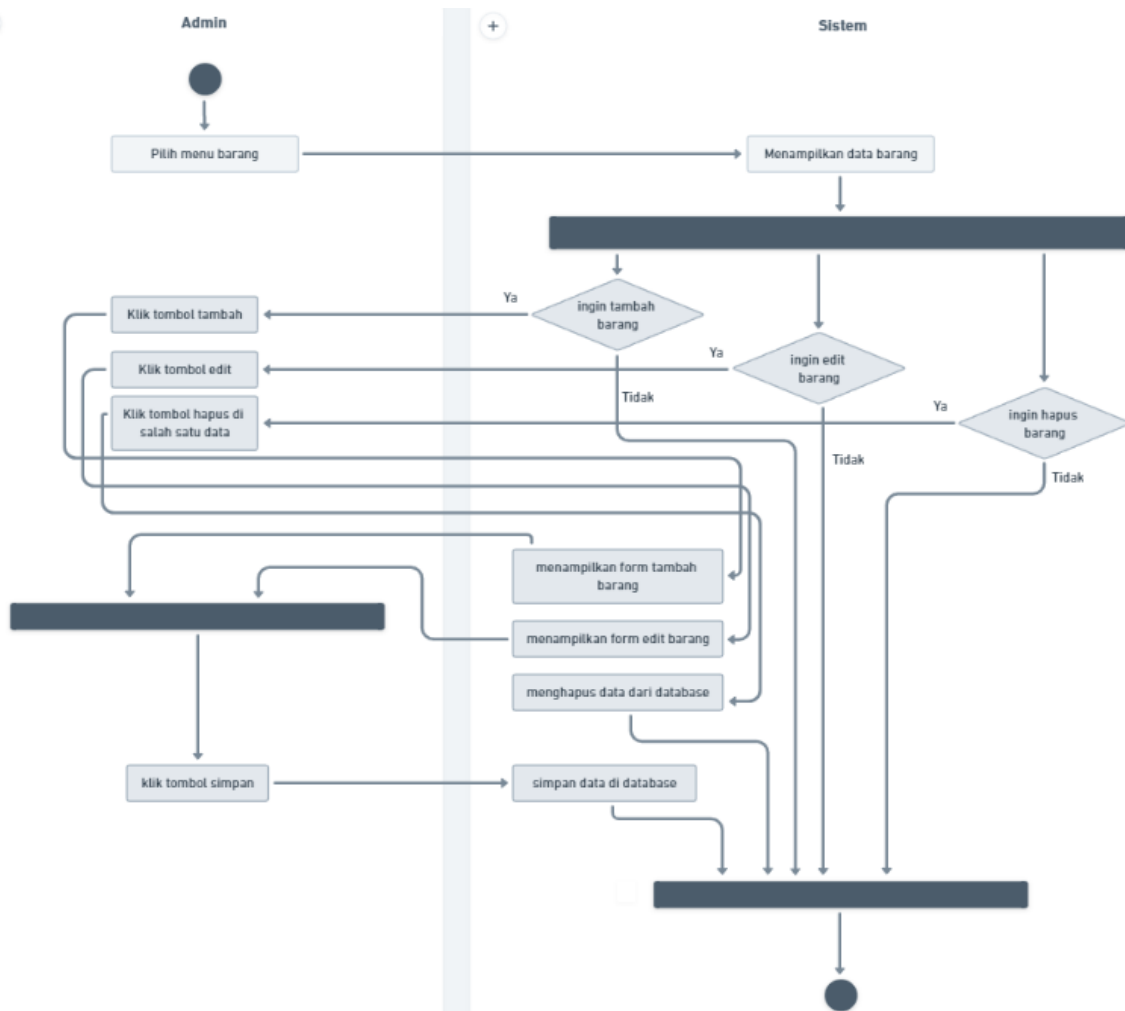 Admin
+
Sistem
Pilih menu barang
Menampilkan data barang
Ya
ingin tambah
barang
Klik tombol tambah
Ya
ingin edit
barang
Klik tombol edit
Tidak
Ya
Klik tombol hapus di
salah satu data
ingin hapus
barang
Tidak
Tidak
menampilkan form tambah
barang
menampilkan form edit barang
menghapus data dari database
klik tombol simpan
simpan data di database